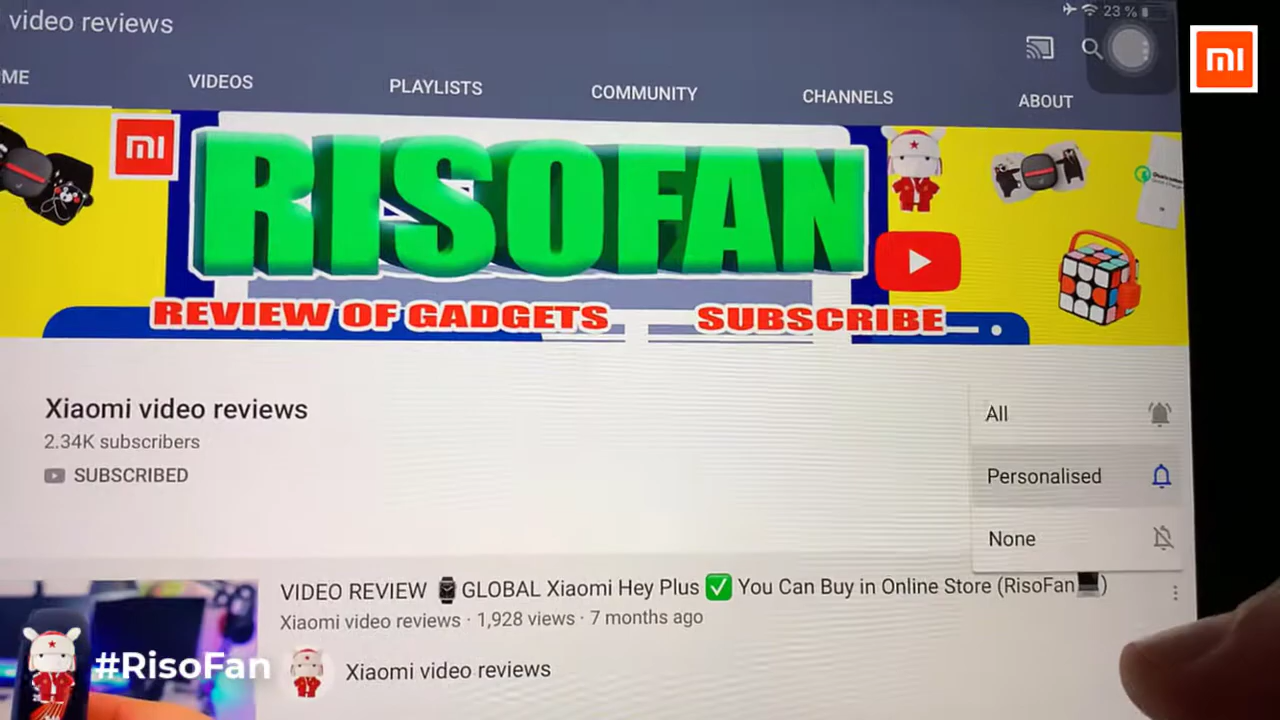 video reviews
23 %
ME
VIDEOS
PLAYLISTS
COMMUNITY
CHANNELS
ABOUT
mi
mi
RISOFAN
REVIEW OF GADGETS
SUBSCRIBE
Xiaomi video reviews
2.34K subscribers
SUBSCRIBED
All
Personalised
None
VIDEO REVIEW ⌚GLOBAL Xiaomi Hey Plus ✅ You Can Buy in Online Store (RisoFan💻)
Xiaomi video reviews · 1,928 views · 7 months ago
Xiaomi video reviews
#RisoFan